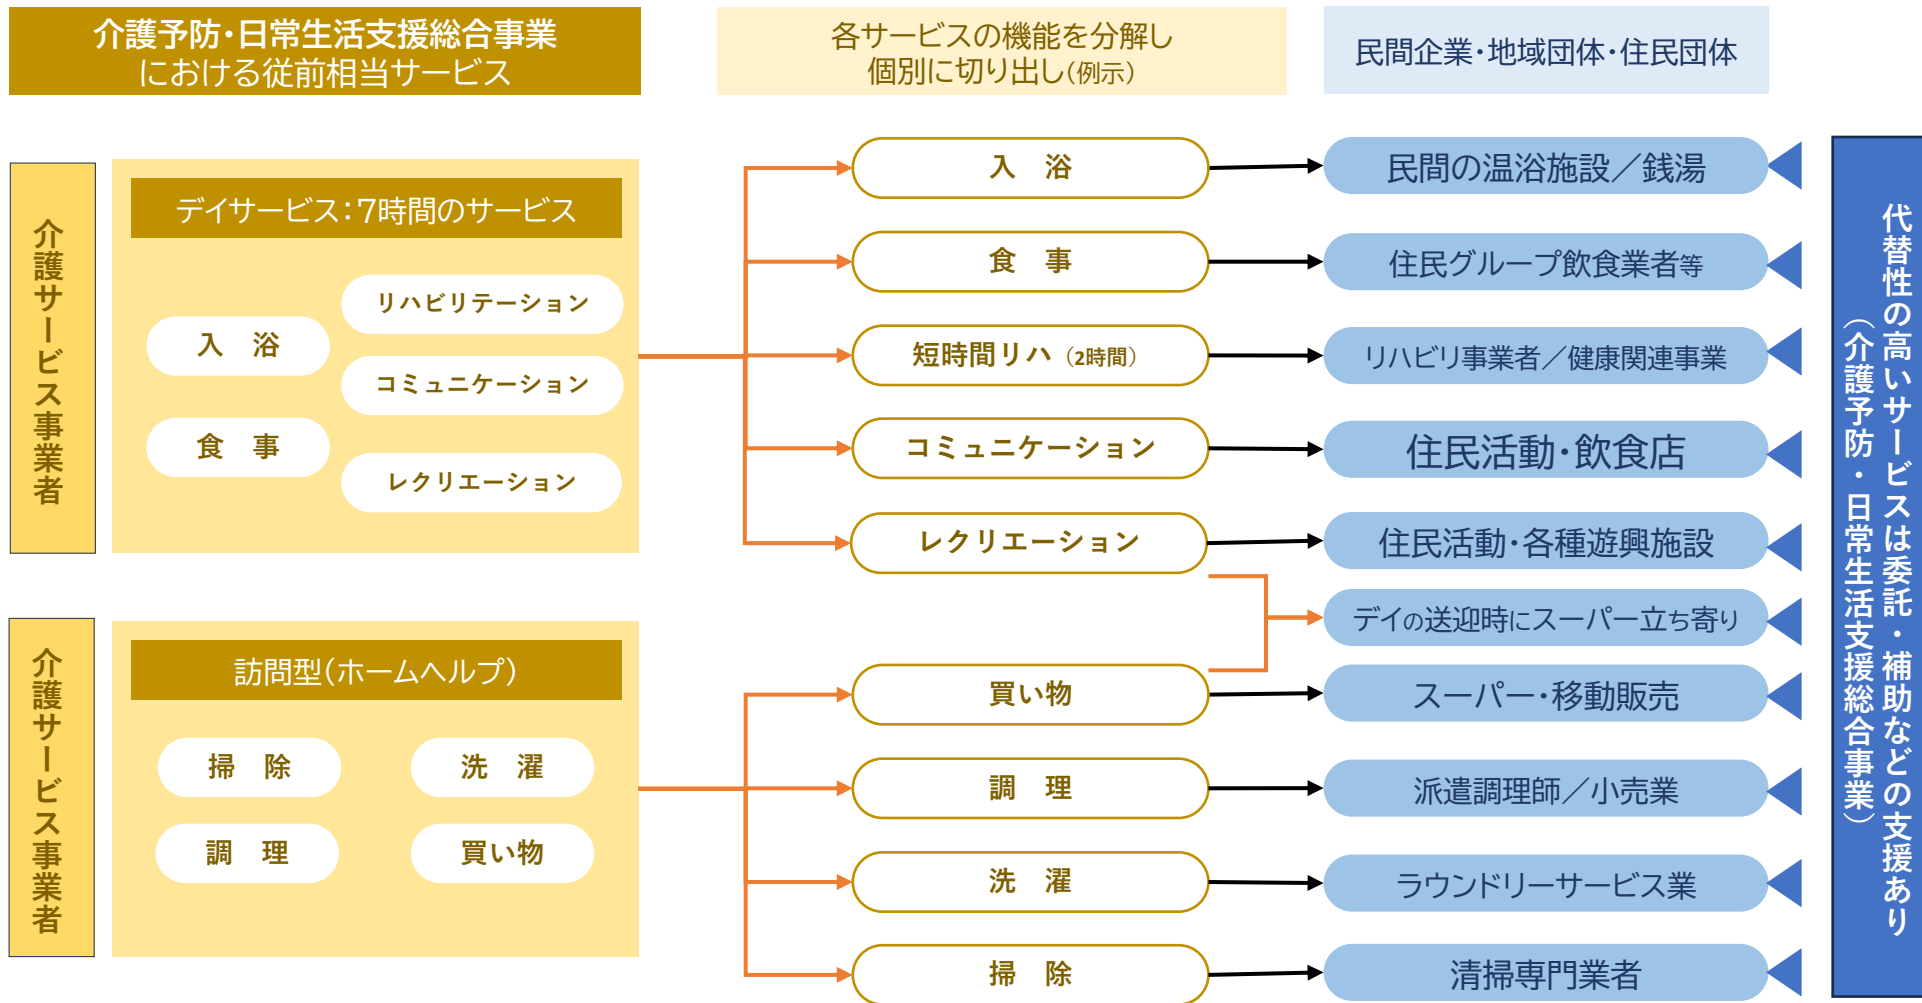 介護予防・日常生活支援総合事業
における従前相当サービス
各サービスの機能を分解し
個別に切り出し(例示)
民間企業・地域団体・住民団体
介護サービス事業者
デイサービス：7時間のサービス
リハビリテーション
入　浴
コミュニケーション
食　事
レクリエーション
入　浴
民間の温浴施設／銭湯
食　事
住民グループ飲食業者等
短時間リハ（2時間）
リハビリ事業者／健康関連事業
コミュニケーション
住民活動・飲食店
レクリエーション
住民活動・各種遊興施設
デイの送迎時にスーパー立ち寄り
介護サービス事業者
訪問型（ホームヘルプ）
掃　除
洗　濯
調　理
買い物
買い物
スーパー・移動販売
調　理
派遣調理師／小売業
洗　濯
ラウンドリーサービス業
掃　除
清掃専門業者
代替性の高いサービスは委託・補助などの支援あり
（介護予防・日常生活支援総合事業）